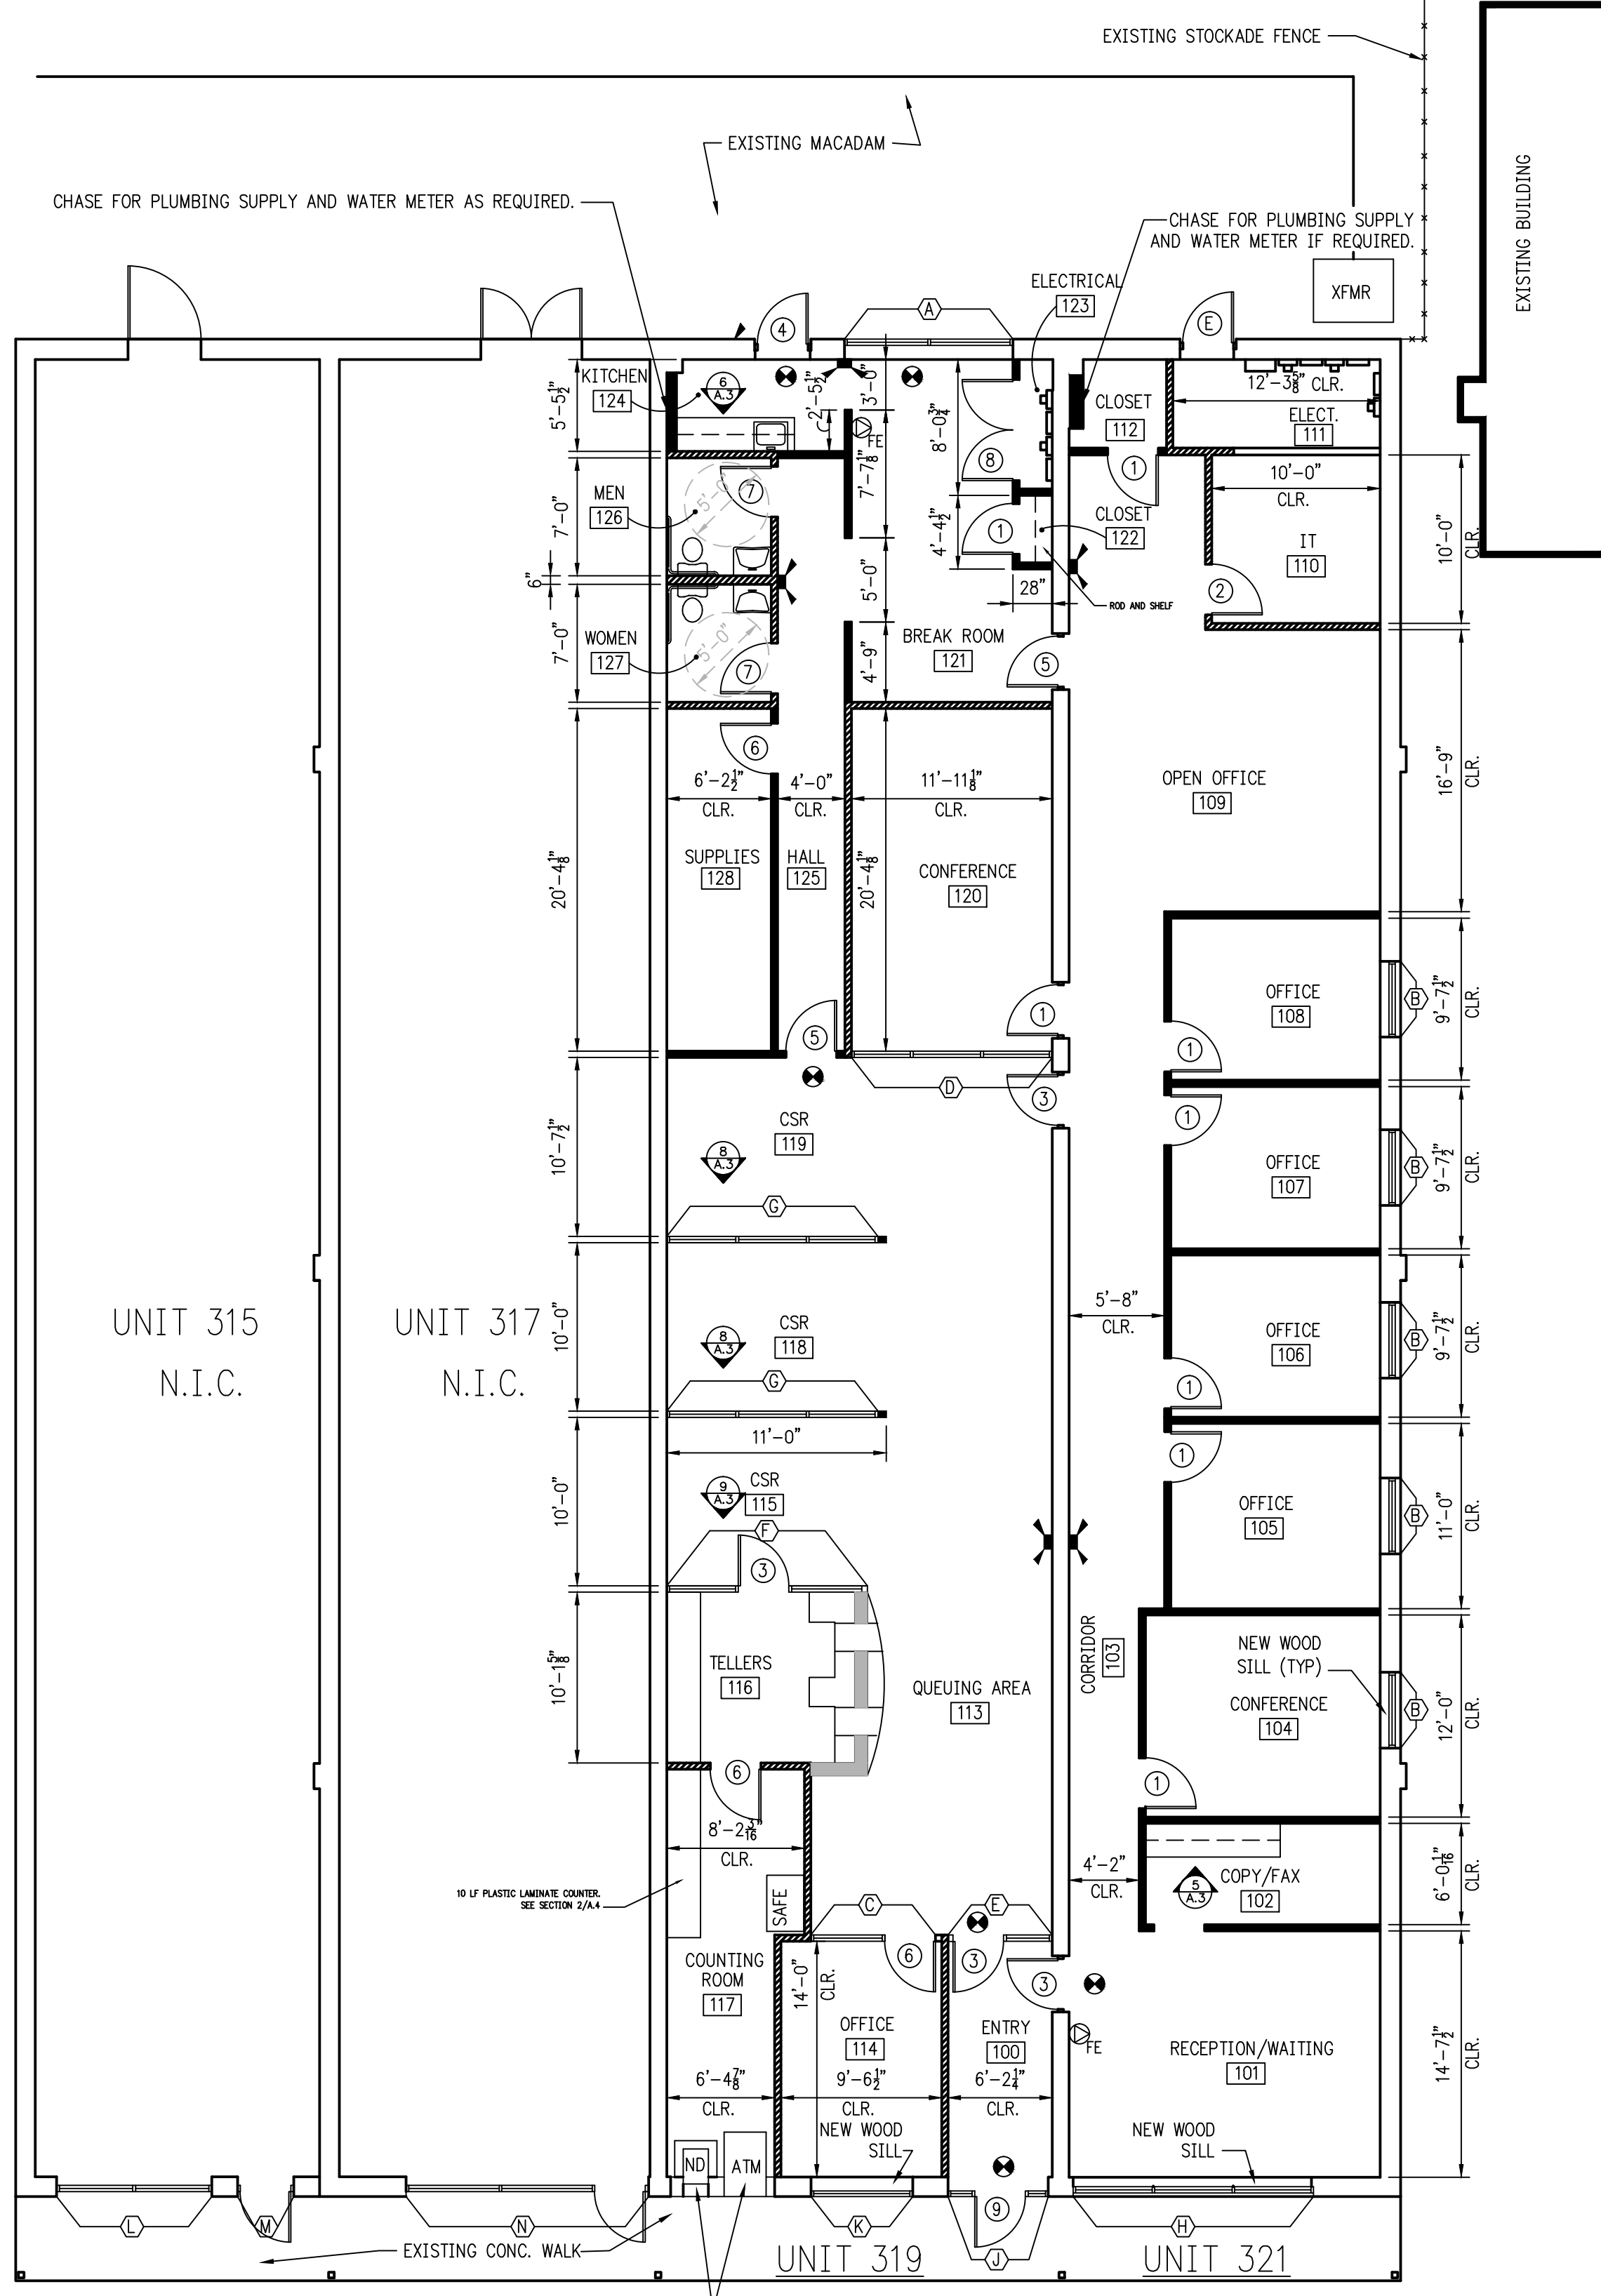 EXISTING STOCKADE FENCE
EXISTING MACADAM
EXISTING BUILDING
CHASE FOR PLUMBING SUPPLY AND WATER METER AS REQUIRED.
CHASE FOR PLUMBING SUPPLY
AND WATER METER IF REQUIRED.
XFMR
ELECTRICAL
123
A
4
E
KITCHEN
124
6
A.3
5'-5½"
2'-5½"
3'-0"
FE
8'-0¾"
8
CLOSET
112
12'-3⅝" CLR.
ELECT.
111
1
10'-0"
CLR.
10'-0"
CLR.
MEN
126
5'-0"
7
7'-0"
7'-7⅛"
4'-4½"
1
CLOSET
122
IT
110
2
6"
5'-0"
28"
ROD AND SHELF
WOMEN
127
5'-0"
7
7'-0"
4'-9"
BREAK ROOM
121
5
6
6'-2½"
CLR.
4'-0"
CLR.
11'-11⅛"
CLR.
OPEN OFFICE
109
16'-9"
CLR.
SUPPLIES
128
HALL
125
20'-4⅛"
20'-4⅛"
CONFERENCE
120
OFFICE
108
B
9'-7½"
CLR.
1
5
1
D
3
CSR
119
8
A.3
10'-7½"
1
OFFICE
107
B
9'-7½"
CLR.
G
UNIT 315
N.I.C.
UNIT 317
N.I.C.
10'-0"
CSR
118
8
A.3
G
5'-8"
CLR.
OFFICE
106
B
9'-7½"
CLR.
1
11'-0"
10'-0"
CSR
115
9
A.3
F
3
1
OFFICE
105
B
11'-0"
CLR.
10'-1⅝"
TELLERS
116
QUEUING AREA
113
CORRIDOR
103
NEW WOOD
SILL (TYP)
CONFERENCE
104
B
12'-0"
CLR.
1
6
8'-2 3/16"
CLR.
10 LF PLASTIC LAMINATE COUNTER.
SEE SECTION 2/A.4
SAFE
4'-2"
CLR.
5
A.3
COPY/FAX
102
6'-0 1/16"
CLR.
C
E
6
3
3
COUNTING
ROOM
117
14'-0"
CLR.
OFFICE
114
ENTRY
100
FE
RECEPTION/WAITING
101
14'-7½"
CLR.
6'-4⅞"
CLR.
9'-6½"
CLR.
6'-2¼"
CLR.
NEW WOOD
SILL
NEW WOOD
SILL
ND
ATM
9
L
M
N
K
J
H
EXISTING CONC. WALK
UNIT 319
UNIT 321